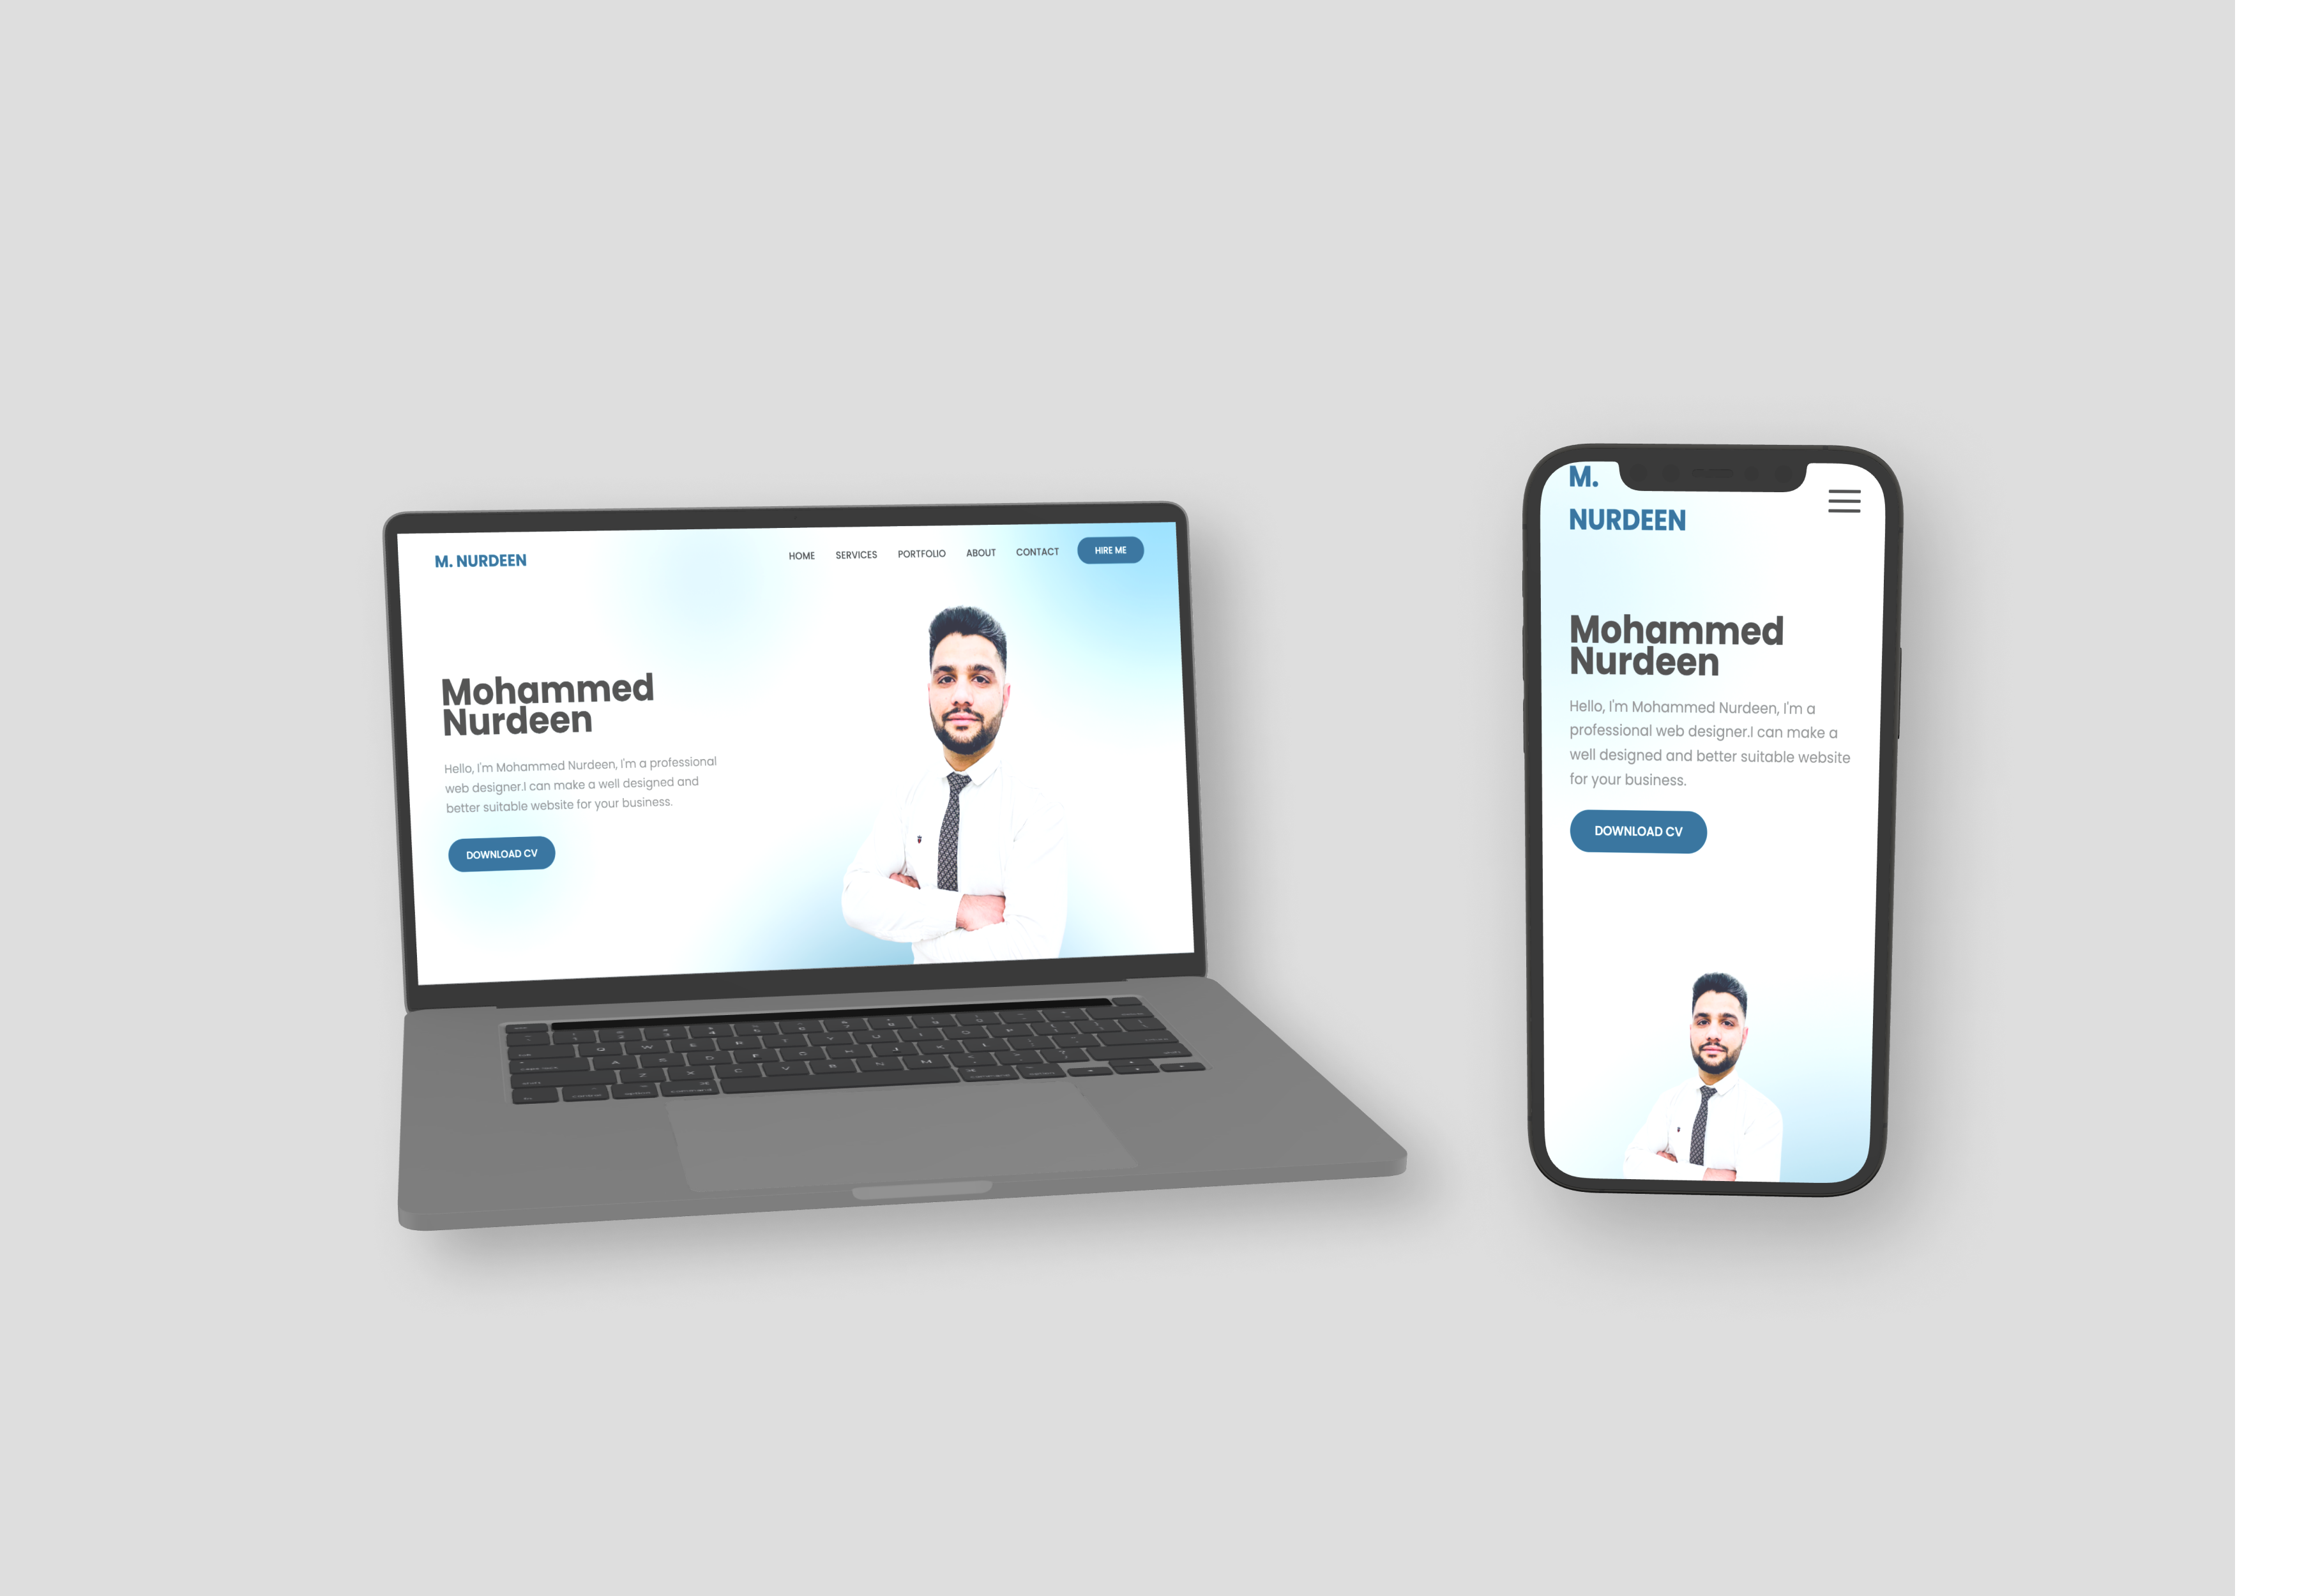 M. NURDEEN
HOME SERVICES PORTFOLIO ABOUT CONTACT HIRE ME
Mohammed
Nurdeen
Hello, I'm Mohammed Nurdeen, I'm a professional
web designer.I can make a well designed and
better suitable website for your business.
DOWNLOAD CV
M.
NURDEEN
Mohammed
Nurdeen
Hello, I'm Mohammed Nurdeen, I'm a
professional web designer.I can make a
well designed and better suitable website
for your business.
DOWNLOAD CV